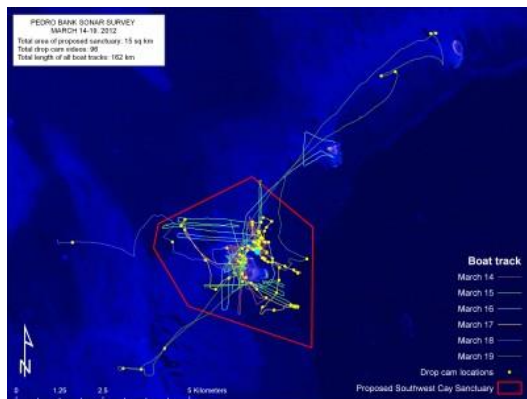 PEDRO BANK SONAR SURVEY
MARCH 14-19, 2012
Total area of proposed sanctuary: 15 sq km
Total drop cam videos: 96
Total length of all boat tracks: 162 km
Boat track
March 14
March 15
March 16
March 17
March 18
March 19
Drop cam locations
Proposed Southwest Cay Sanctuary
N
0 1.25 2.5 5 Kilometers